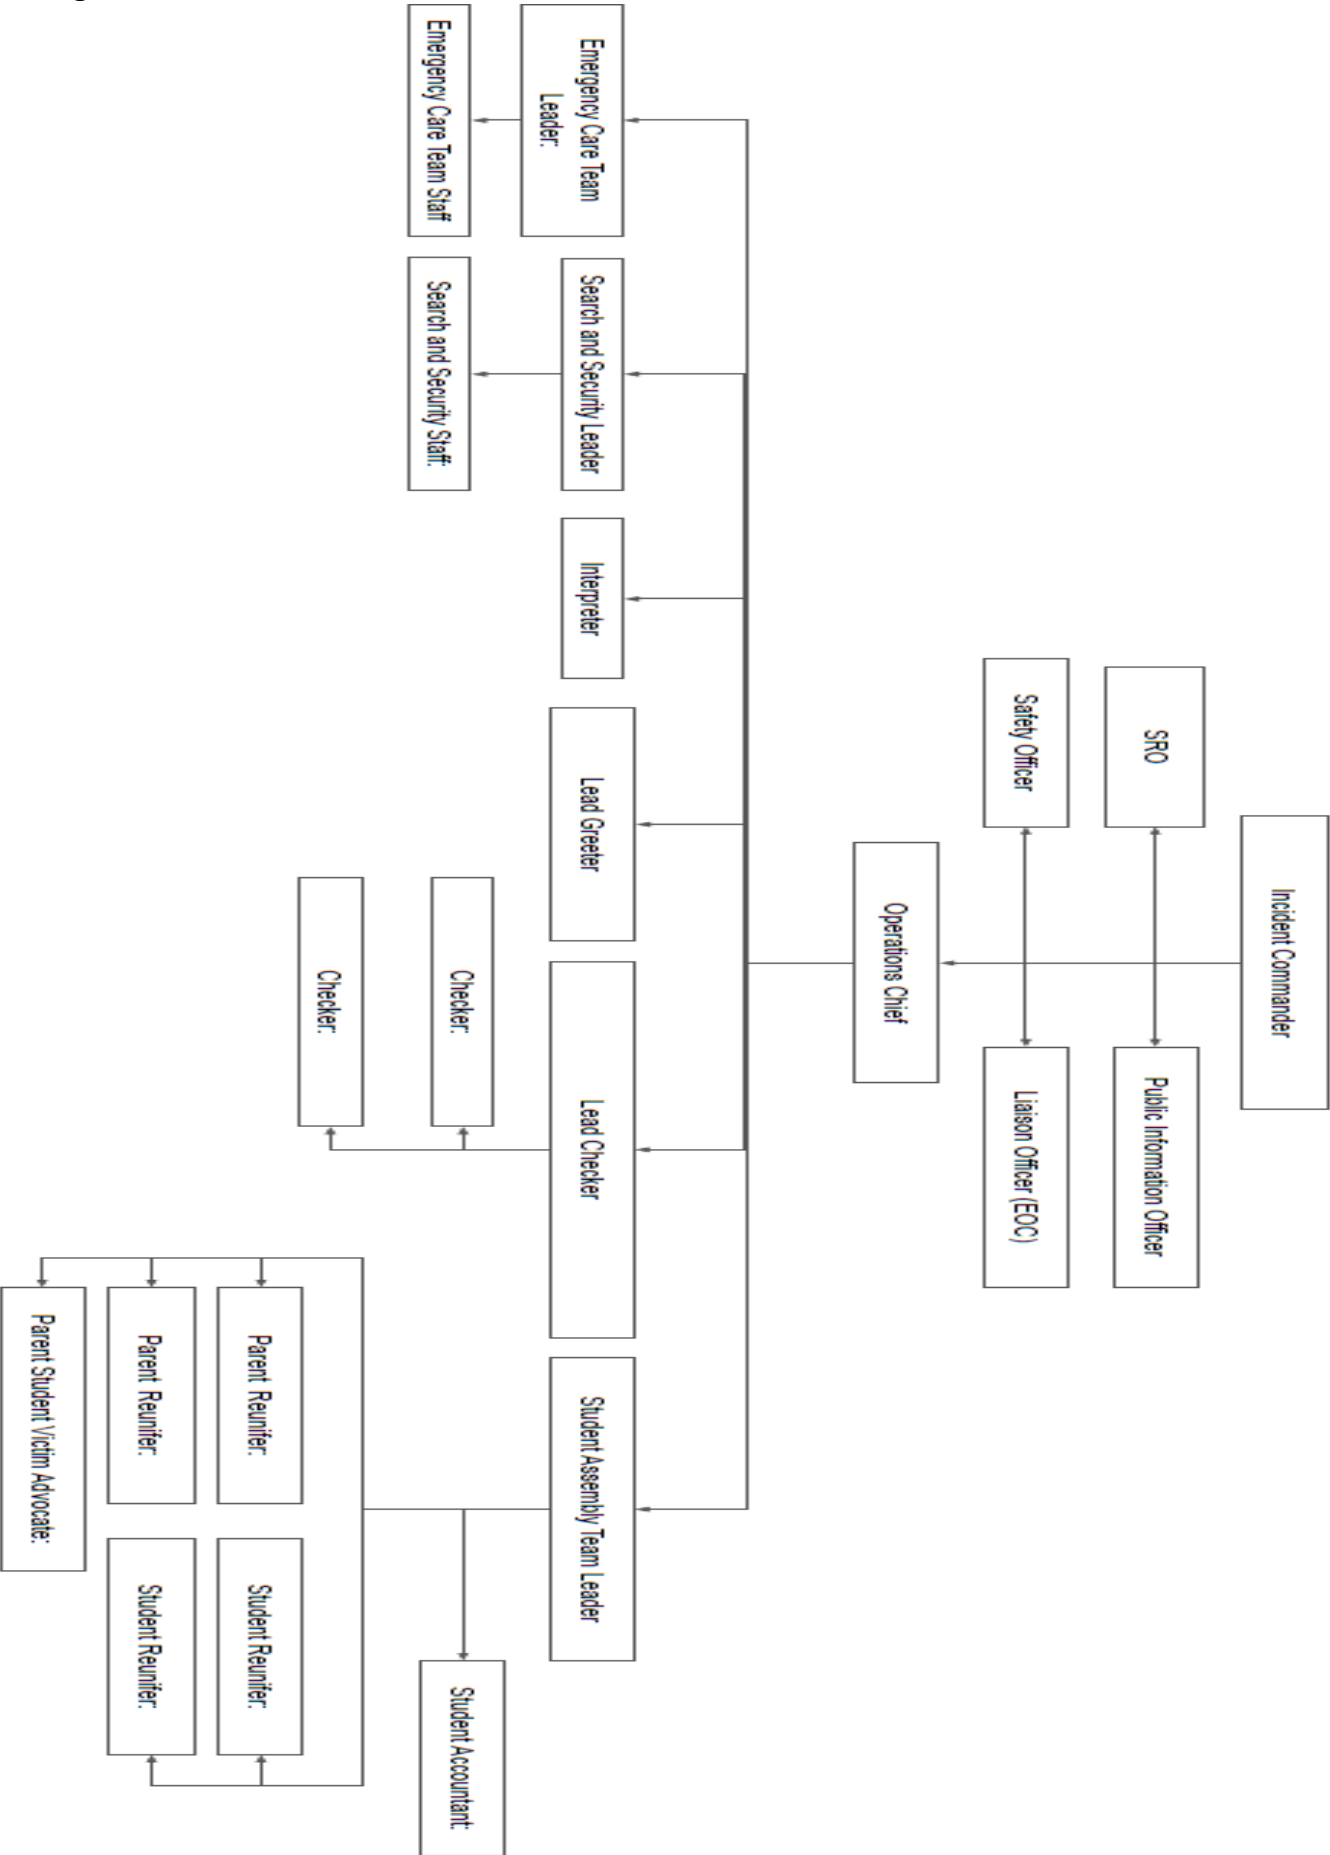 Incident Commander
SRO
Public Information Officer
Safety Officer
Liaison Officer (EOC)
Operations Chief
Emergency Care Team
Leader:
Search and Security Leader
Interpreter
Lead Greeter
Lead Checker
Student Assembly Team Leader
Emergency Care Team Staff
Search and Security Staff:
Checker:
Student Accountant:
Checker:
Parent Reunifer:
Student Reunifer:
Parent Reunifer:
Student Reunifer:
Parent Student Victim Advocate: